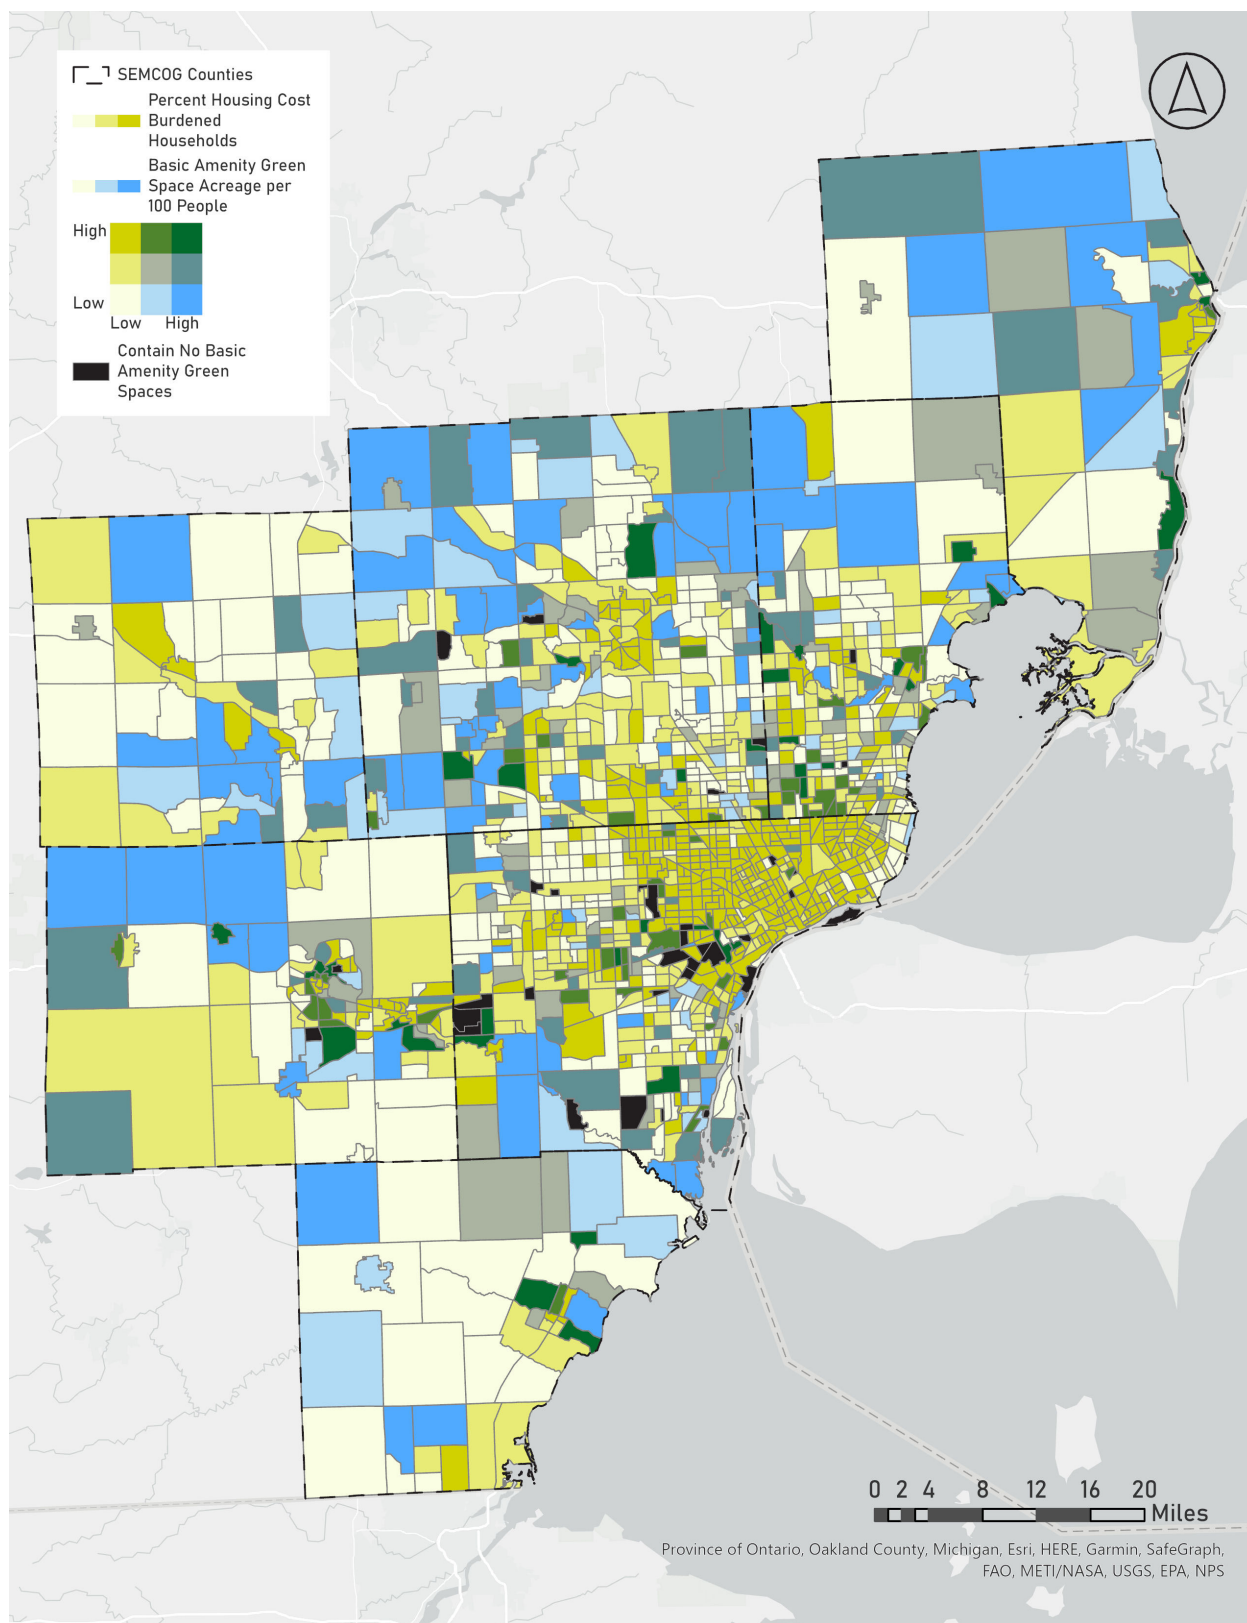 SEMCOG Counties
Percent Housing Cost
Burdened
Households
Basic Amenity Green
Space Acreage per
100 People
High
Low
Low High
Contain No Basic
Amenity Green
Spaces
0 2 4 8 12 16 20
Miles
Province of Ontario, Oakland County, Michigan, Esri, HERE, Garmin, SafeGraph,
FAO, METI/NASA, USGS, EPA, NPS